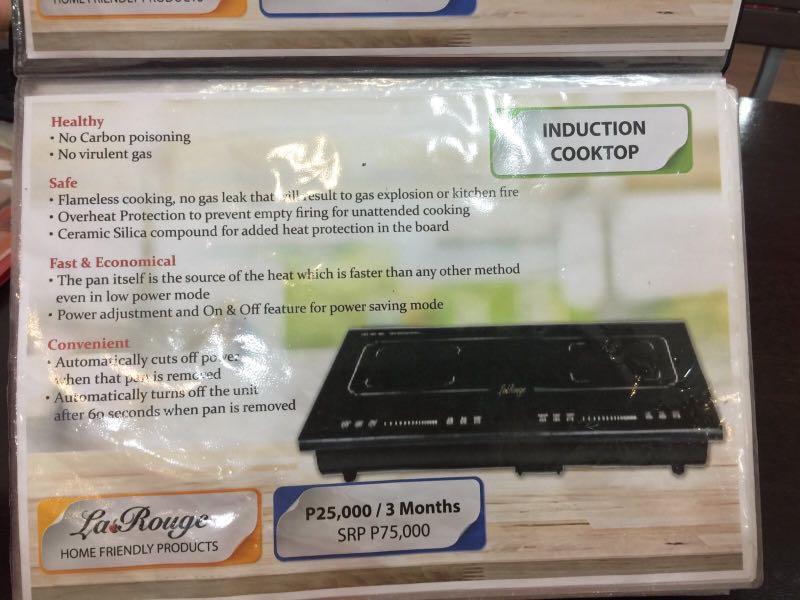 HOME FRIENDLY PRODUCTS
INDUCTION
COOKTOP
Healthy
• No Carbon poisoning
• No virulent gas
Safe
• Flameless cooking, no gas leak that will result to gas explosion or kitchen fire
• Overheat Protection to prevent empty firing for unattended cooking
• Ceramic Silica compound for added heat protection in the board
Fast & Economical
• The pan itself is the source of the heat which is faster than any other method
even in low power mode
• Power adjustment and On & Off feature for power saving mode
Convenient
• Automatically cuts off power
when that pan is removed
• Automatically turns off the unit
after 60 seconds when pan is removed
LaRouge
La Rouge
HOME FRIENDLY PRODUCTS
P25,000 / 3 Months
SRP P75,000